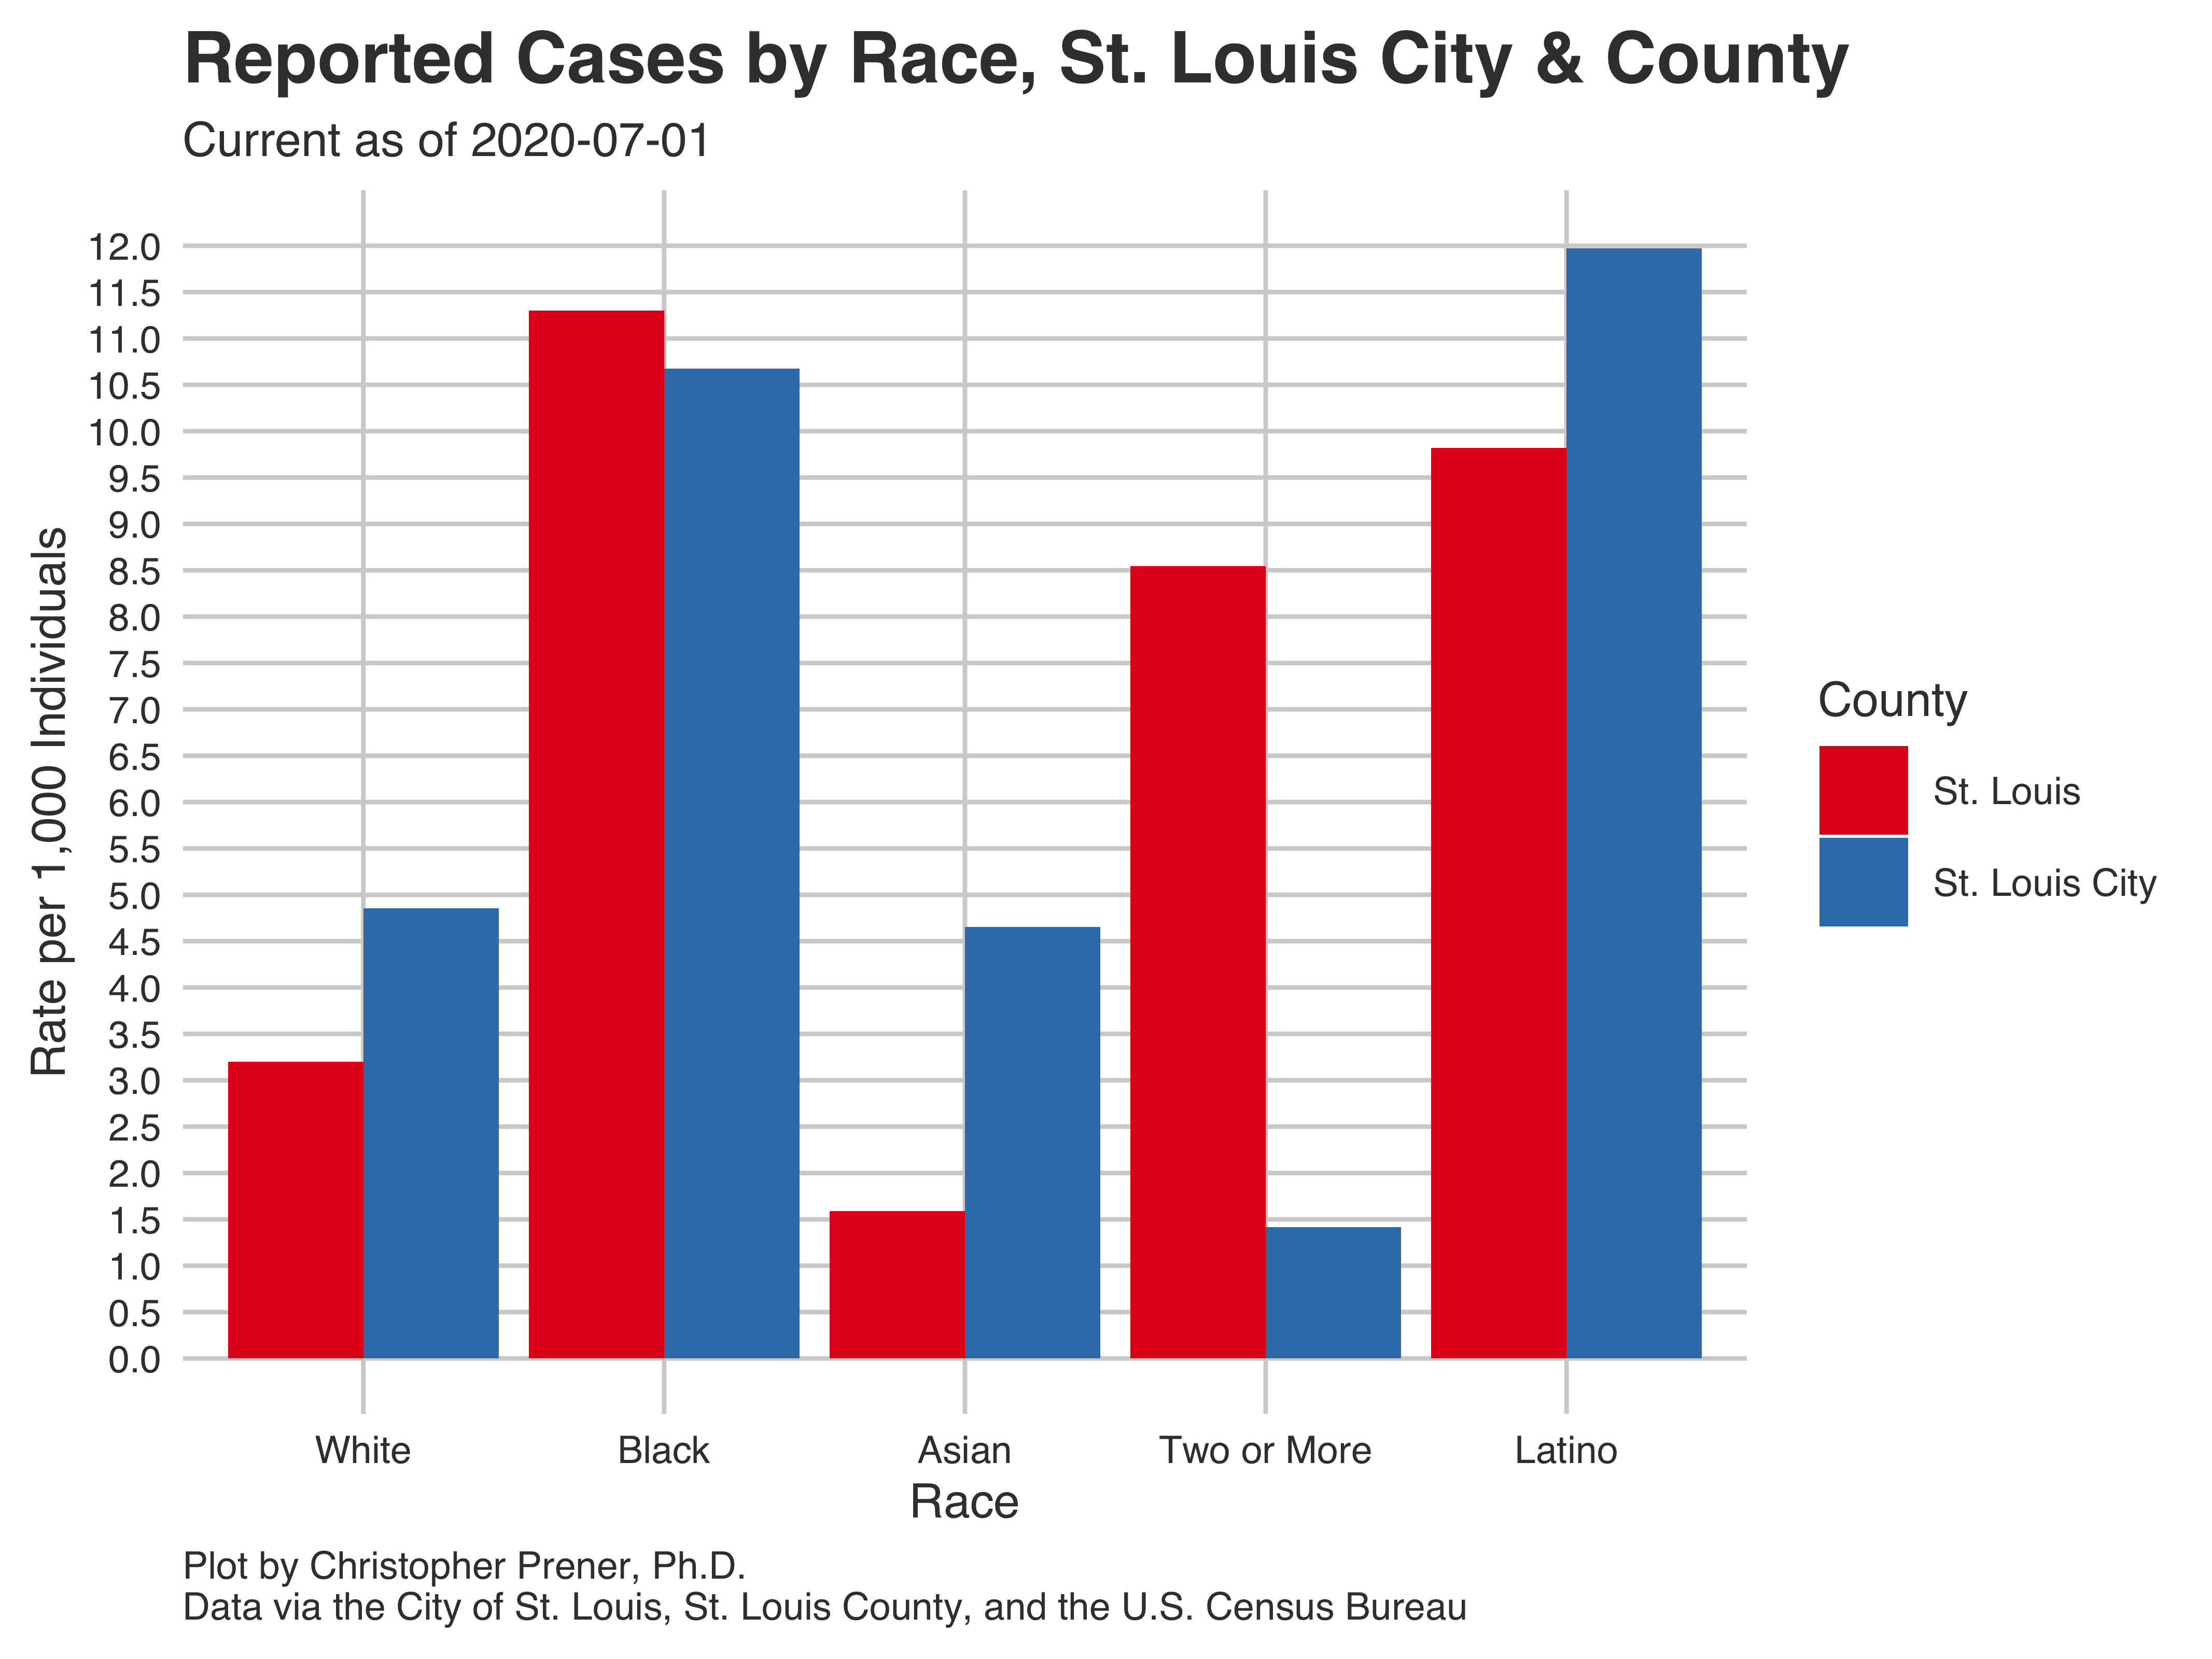 Reported Cases by Race, St. Louis City & County
Current as of 2020-07-01
Rate per 1,000 Individuals
12.0
11.5
11.0
10.5
10.0
9.5
9.0
8.5
8.0
7.5
7.0
6.5
6.0
5.5
5.0
4.5
4.0
3.5
3.0
2.5
2.0
1.5
1.0
0.5
0.0
White Black Asian Two or More Latino
Race
County
St. Louis
St. Louis City
Plot by Christopher Prener, Ph.D.
Data via the City of St. Louis, St. Louis County, and the U.S. Census Bureau